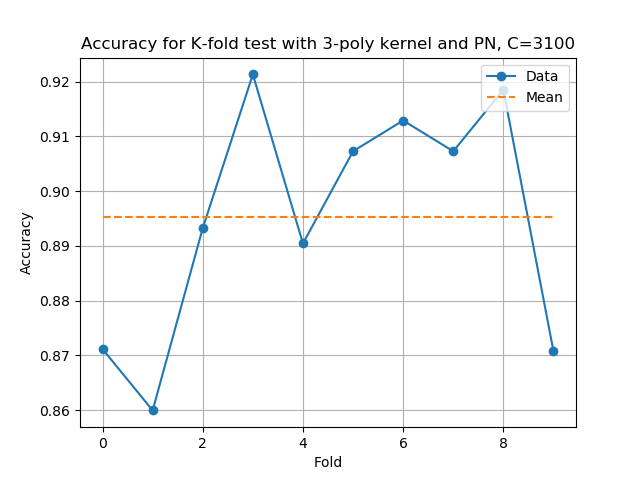 Accuracy for K-fold test with 3-poly kernel and PN, C=3100
Data
Mean
0.92
0.91
0.90
0.89
0.88
0.87
0.86
Accuracy
0 2 4 6 8
Fold